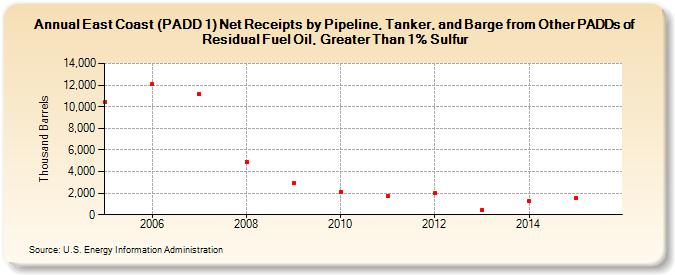 Annual East Coast (PADD 1) Net Receipts by Pipeline, Tanker, and Barge from Other PADDs of
Residual Fuel Oil, Greater Than 1% Sulfur
Thousand Barrels
14,000
12,000
10,000
8,000
6,000
4,000
2,000
0
2006 2008 2010 2012 2014
Source: U.S. Energy Information Administration